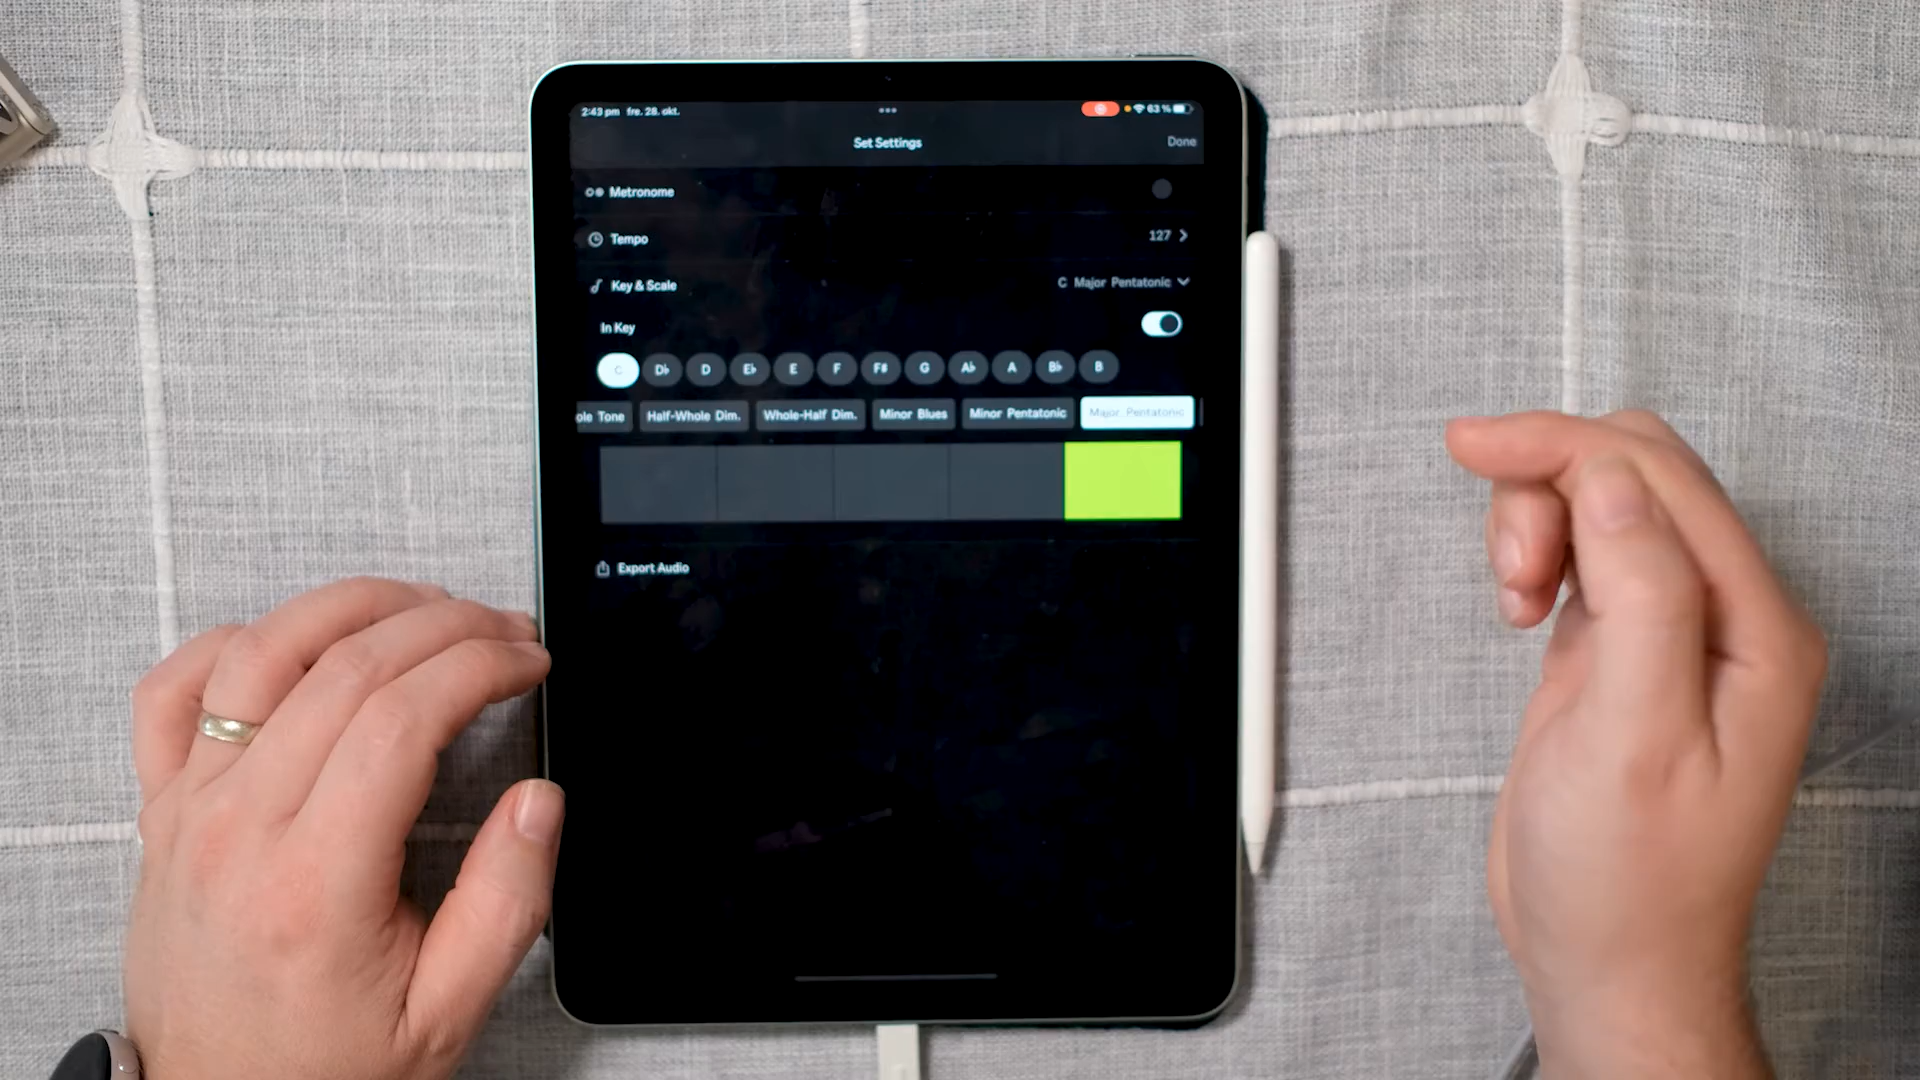 2:43 pm fre. 28. okt.
63 %
Set Settings
Done
Metronome
Tempo
127
Key & Scale
C Major Pentatonic
In Key
C D♭ D E♭ E F F♯ G A♭ A B♭ B
ole Tone Half-Whole Dim. Whole-Half Dim. Minor Blues Minor Pentatonic Major Pentatonic
Export Audio